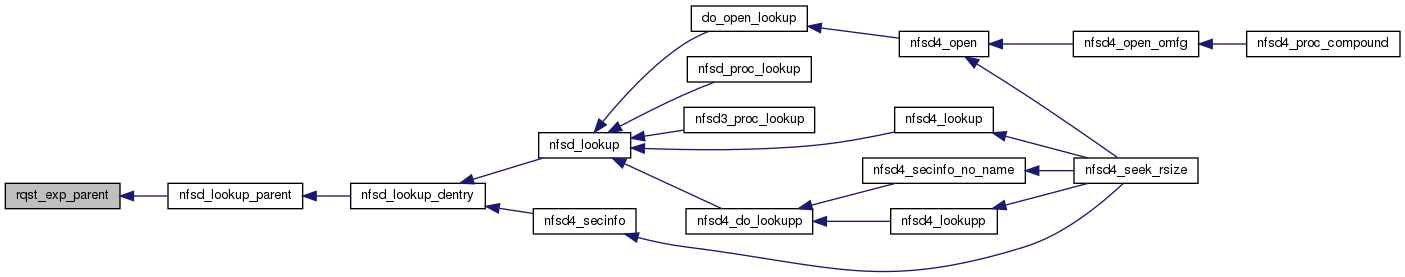 do_open_lookup
nfsd4_open
nfsd4_open_omfg
nfsd4_proc_compound
nfsd_proc_lookup
nfsd3_proc_lookup
nfsd4_lookup
nfsd_lookup
nfsd4_secinfo_no_name
nfsd4_seek_rsize
rqst_exp_parent
nfsd_lookup_parent
nfsd_lookup_dentry
nfsd4_secinfo
nfsd4_do_lookupp
nfsd4_lookupp